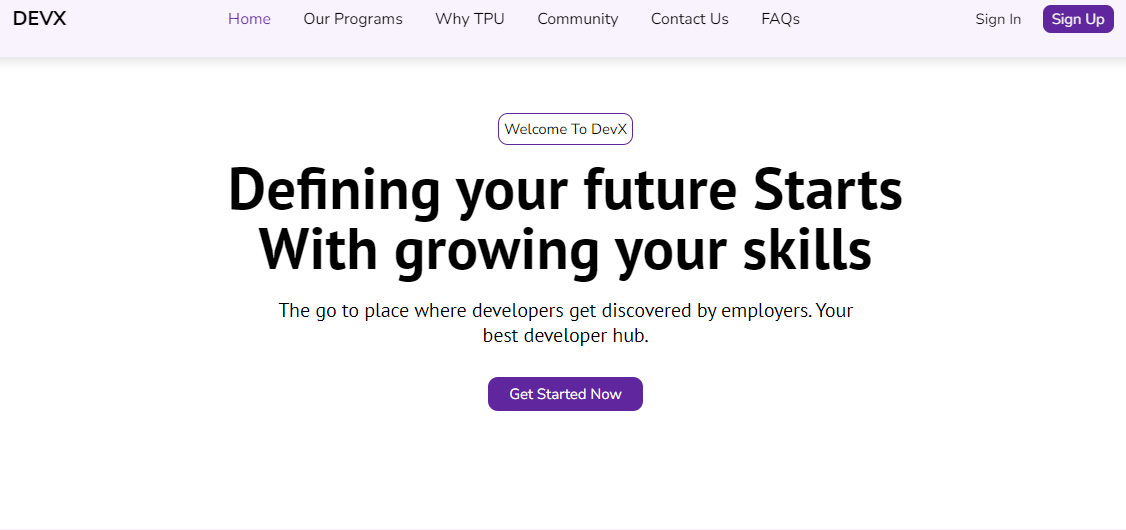 DEVX Home Our Programs Why TPU Community Contact Us FAQs Sign In Sign Up
Welcome To DevX
Defining your future Starts
With growing your skills
The go to place where developers get discovered by employers. Your
best developer hub.
Get Started Now